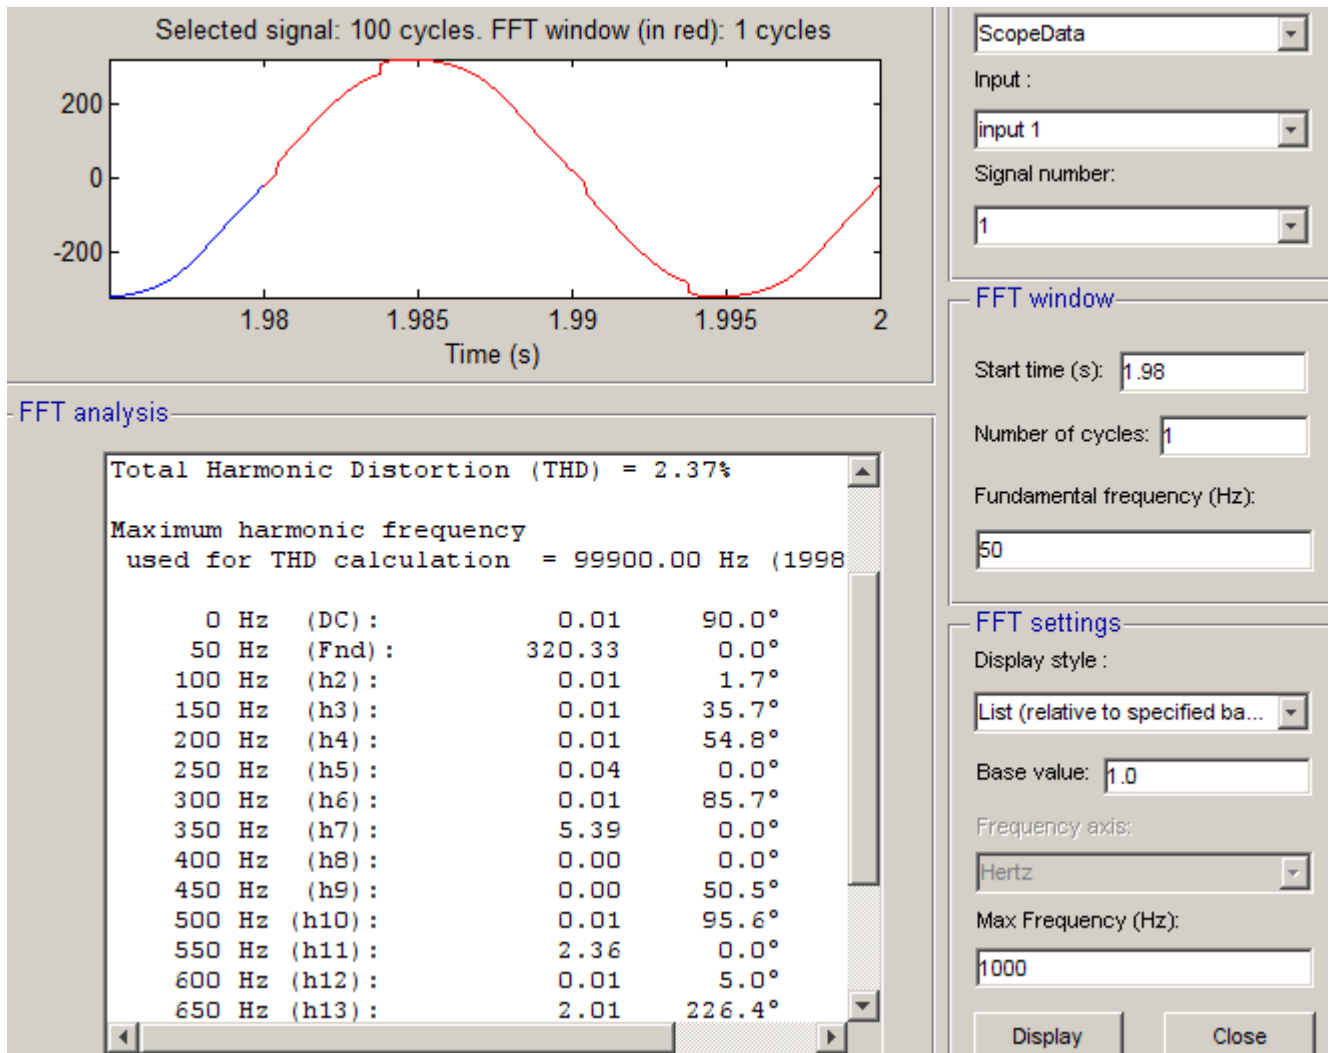 Selected signal: 100 cycles. FFT window (in red): 1 cycles
200
0
-200
1.98 1.985 1.99 1.995 2
Time (s)
FFT analysis
Total Harmonic Distortion (THD) = 2.37%
Maximum harmonic frequency
used for THD calculation = 99900.00 Hz (1998
0 Hz (DC): 0.01 90.0°
50 Hz (Fnd): 320.33 0.0°
100 Hz (h2): 0.01 1.7°
150 Hz (h3): 0.01 35.7°
200 Hz (h4): 0.01 54.8°
250 Hz (h5): 0.04 0.0°
300 Hz (h6): 0.01 85.7°
350 Hz (h7): 5.39 0.0°
400 Hz (h8): 0.00 0.0°
450 Hz (h9): 0.00 50.5°
500 Hz (h10): 0.01 95.6°
550 Hz (h11): 2.36 0.0°
600 Hz (h12): 0.01 5.0°
650 Hz (h13): 2.01 226.4°
ScopeData
Input :
input 1
Signal number:
1
FFT window
Start time (s): 1.98
Number of cycles: 1
Fundamental frequency (Hz):
50
FFT settings
Display style :
List (relative to specified ba...
Base value: 1.0
Frequency axis:
Hertz
Max Frequency (Hz):
1000
Display Close